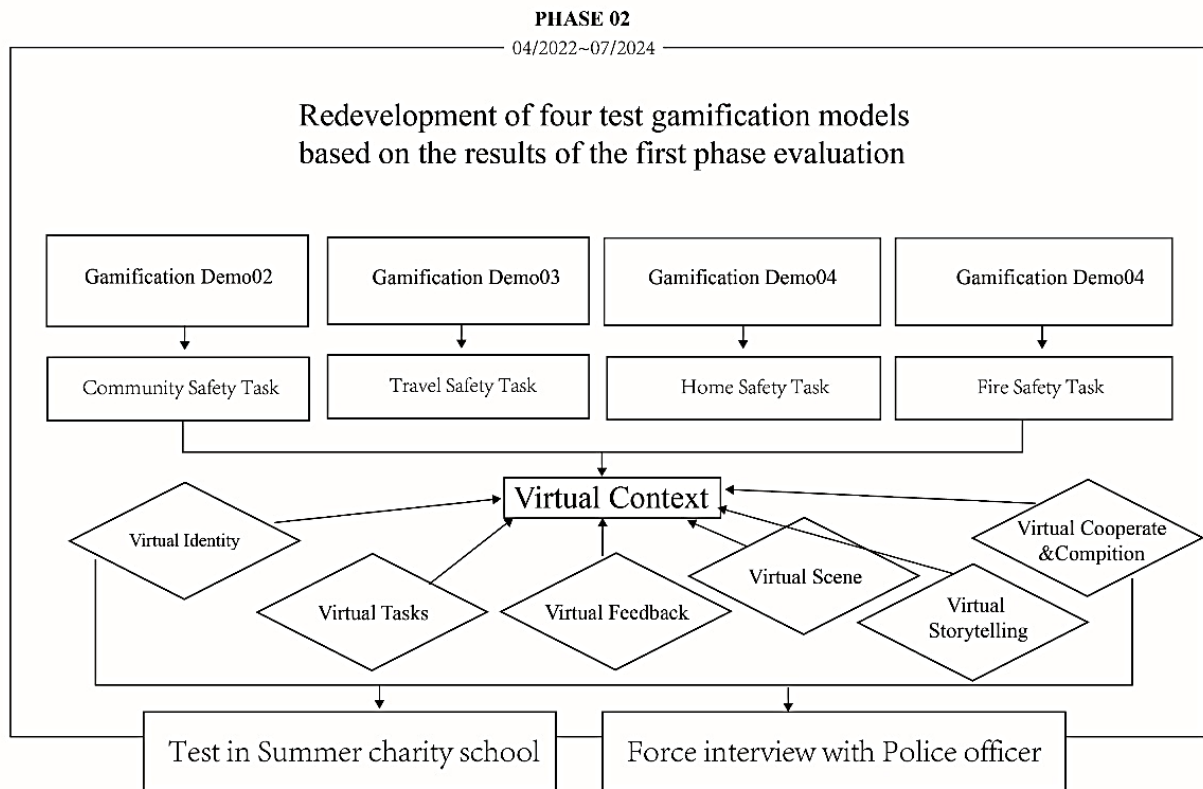 PHASE 02
04/2022~07/2024
Redevelopment of four test gamification models
based on the results of the first phase evaluation
Gamification Demo02
Gamification Demo03
Gamification Demo04
Gamification Demo04
Community Safety Task
Travel Safety Task
Home Safety Task
Fire Safety Task
Virtual Context
Virtual Identity
Virtual Tasks
Virtual Feedback
Virtual Scene
Virtual
Storytelling
Virtual Cooperate
&Compition
Test in Summer charity school
Force interview with Police officer